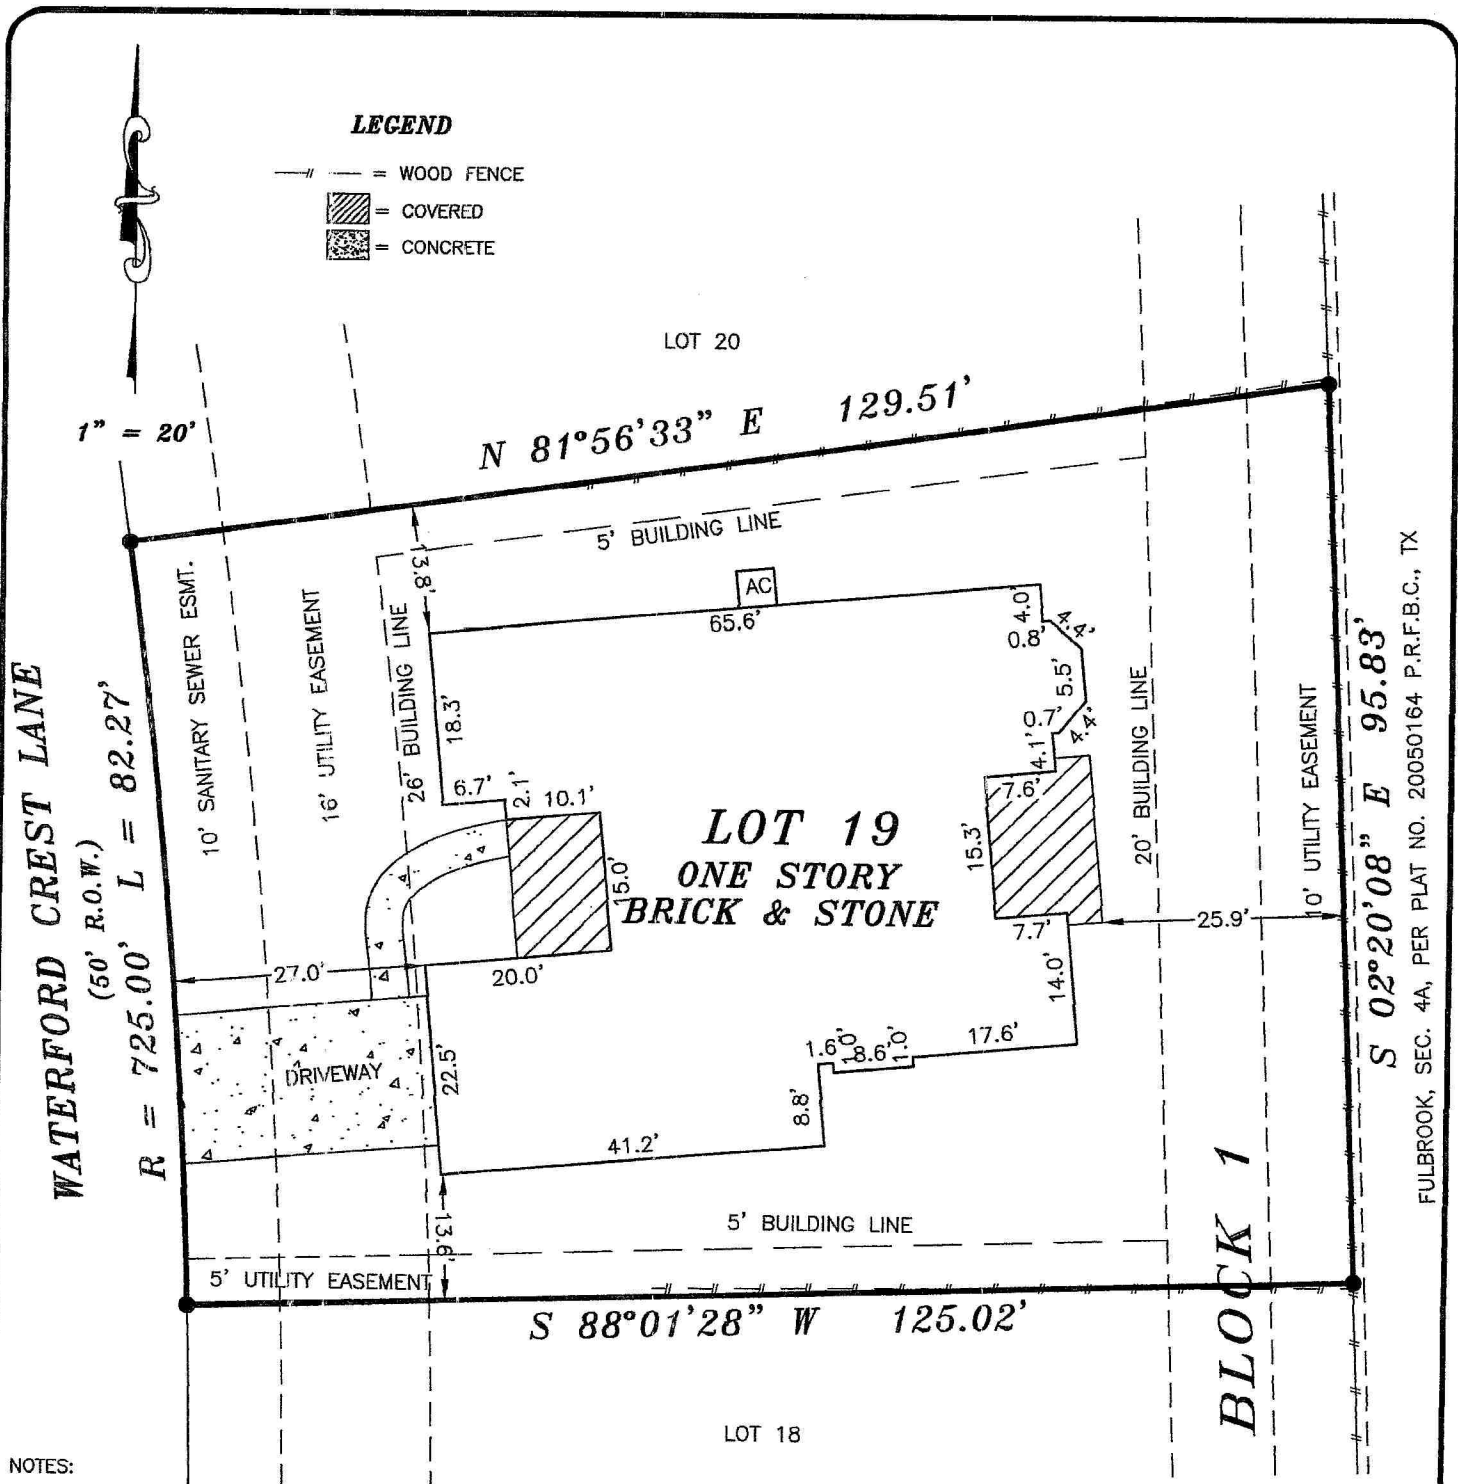 LEGEND
= WOOD FENCE
= COVERED
= CONCRETE
1" = 20'
LOT 20
N 81°56'33" E 129.51'
5' BUILDING LINE
13.8'
AC
65.6'
4.0'
0.8'
4.4'
5.5'
0.7'
4.4'
4.1'
7.6'
10' SANITARY SEWER ESMT.
16' UTILITY EASEMENT
26' BUILDING LINE
18.3'
6.7'
2.1'
10.1'
15.0'
LOT 19
ONE STORY
BRICK & STONE
15.3'
7.7'
25.9'
20' BUILDING LINE
10' UTILITY EASEMENT
S 02°20'08" E 95.83'
FULBROOK, SEC. 4A, PER PLAT NO. 20050164 P.R.F.B.C., TX
WATERFORD CREST LANE
(50' R.O.W.)
R = 725.00' L = 82.27'
27.0'
20.0'
14.0'
17.6'
1.0'
8.6'
1.0'
1.6'
8.8'
DRIVEWAY
22.5'
41.2'
13.6'
5' BUILDING LINE
5' UTILITY EASEMENT
S 88°01'28" W 125.02'
BLOCK 1
LOT 18
NOTES: